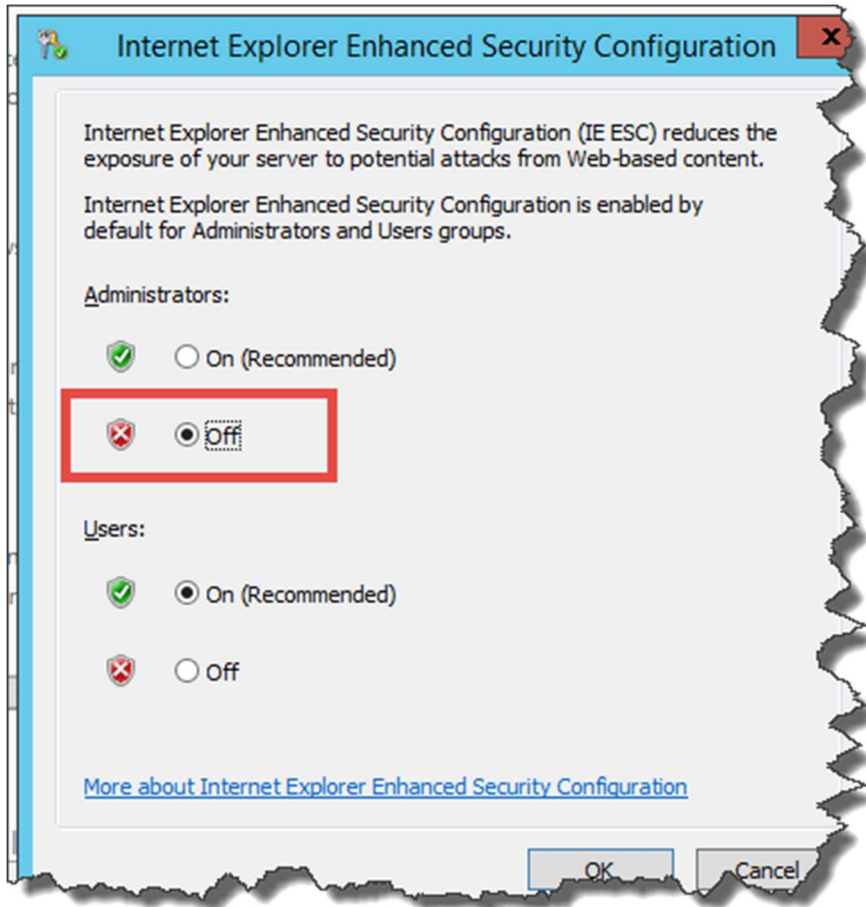 Internet Explorer Enhanced Security Configuration
x
Internet Explorer Enhanced Security Configuration (IE ESC) reduces the
exposure of your server to potential attacks from Web-based content.
Internet Explorer Enhanced Security Configuration is enabled by
default for Administrators and Users groups.
Administrators:
On (Recommended)
Off
Users:
On (Recommended)
Off
More about Internet Explorer Enhanced Security Configuration
OK
Cancel